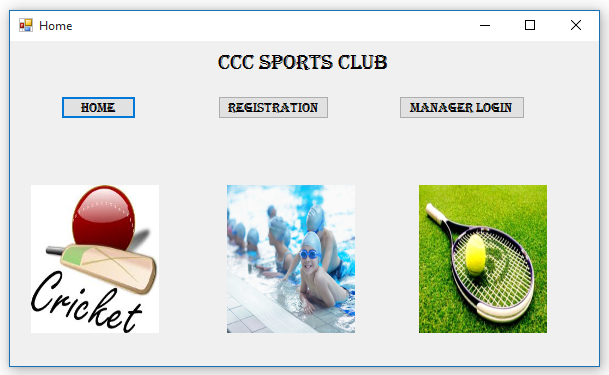 Home
CCC SPORTS CLUB
HOME
REGISTRATION
MANAGER LOGIN
Cricket